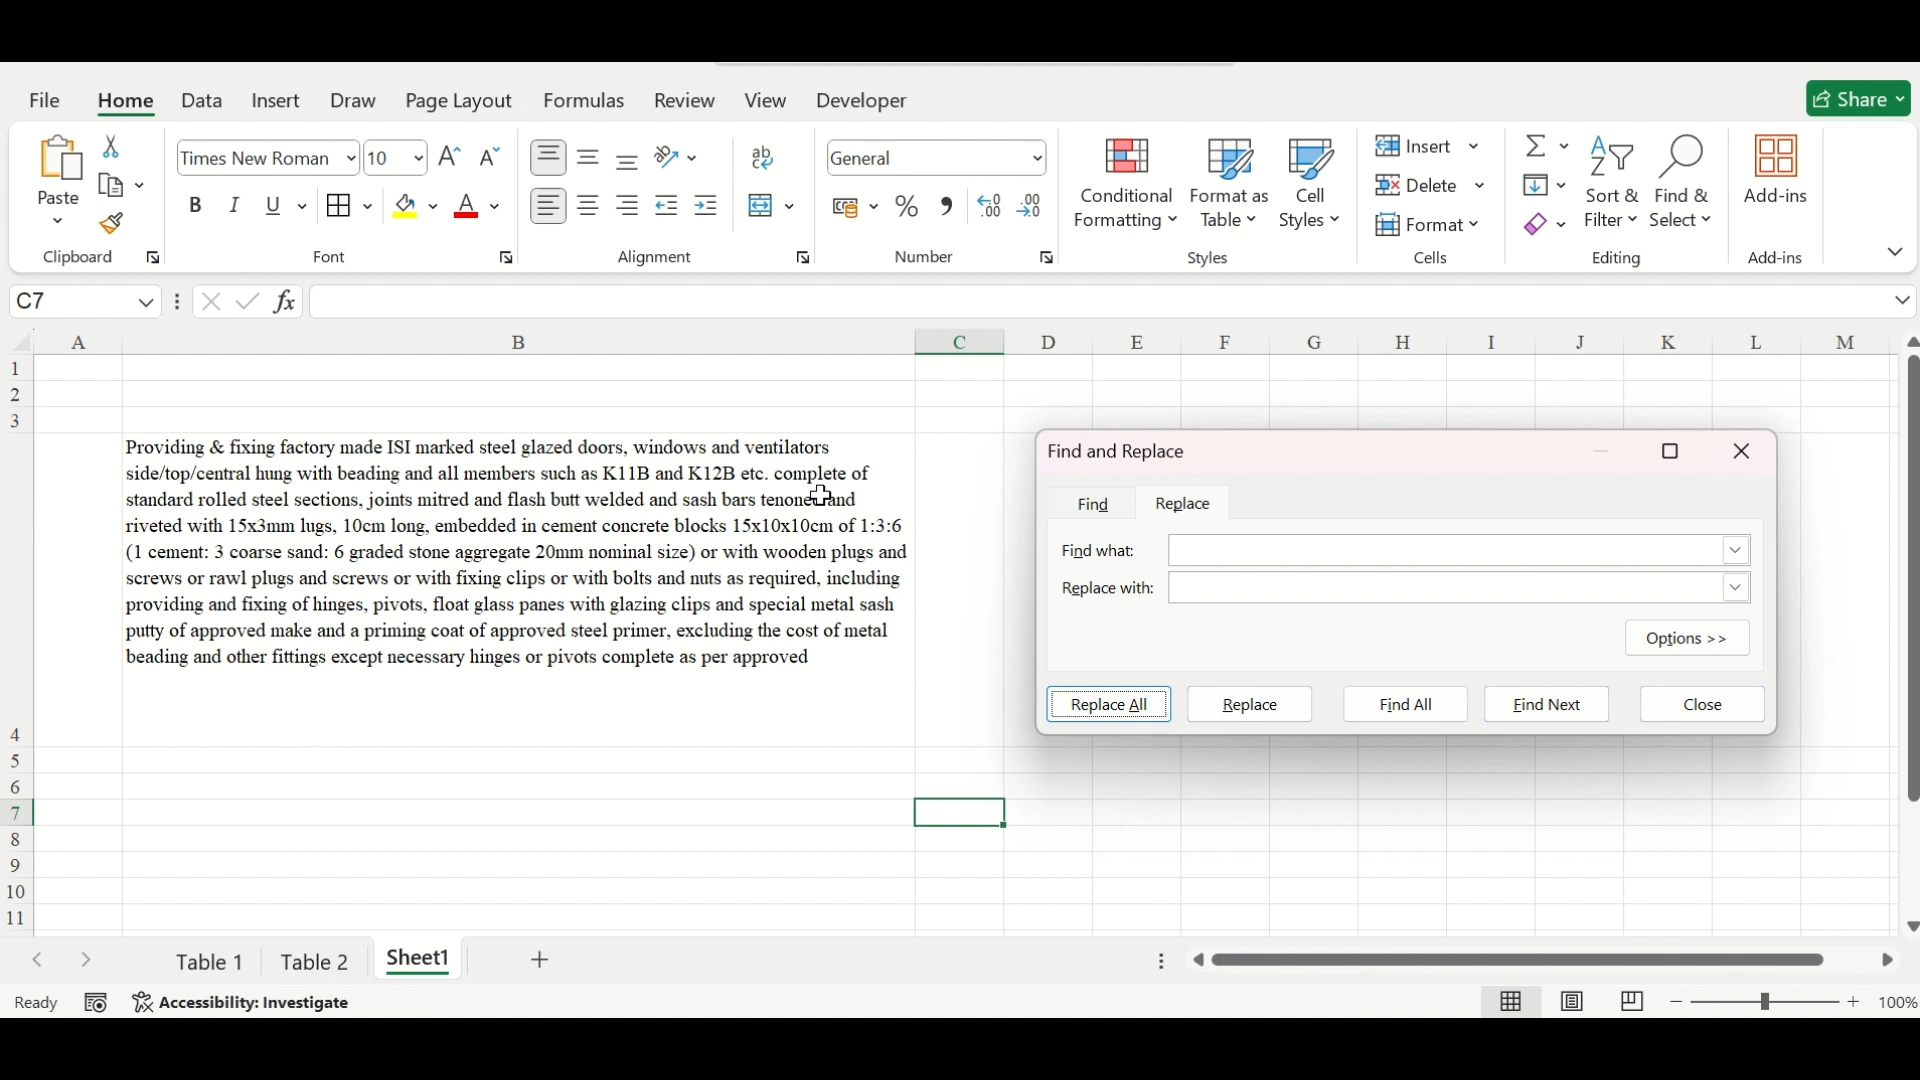 File Home Data Insert Draw Page Layout Formulas Review View Developer Share
Paste
Clipboard
Times New Roman 10
B I U A
Font
ab
Alignment
General
% , .00
Number
Conditional Formatting
Format as Table
Cell Styles
Styles
Insert
Delete
Format
Cells
Sort & Filter
Find & Select
Editing
Add-ins
Add-ins
C7 fx
A B C D E F G H I J K L M
1
2
3
Providing & fixing factory made ISI marked steel glazed doors, windows and ventilators
side/top/central hung with beading and all members such as K11B and K12B etc. complete of
standard rolled steel sections, joints mitred and flash butt welded and sash bars tenoned and
riveted with 15x3mm lugs, 10cm long, embedded in cement concrete blocks 15x10x10cm of 1:3:6
(1 cement: 3 coarse sand: 6 graded stone aggregate 20mm nominal size) or with wooden plugs and
screws or rawl plugs and screws or with fixing clips or with bolts and nuts as required, including
providing and fixing of hinges, pivots, float glass panes with glazing clips and special metal sash
putty of approved make and a priming coat of approved steel primer, excluding the cost of metal
beading and other fittings except necessary hinges or pivots complete as per approved
4
5
6
7
8
9
10
11
Find and Replace
Find Replace
Find what:
Replace with:
Options >>
Replace All Replace Find All Find Next Close
Table 1 Table 2 Sheet1 +
Ready Accessibility: Investigate 100%